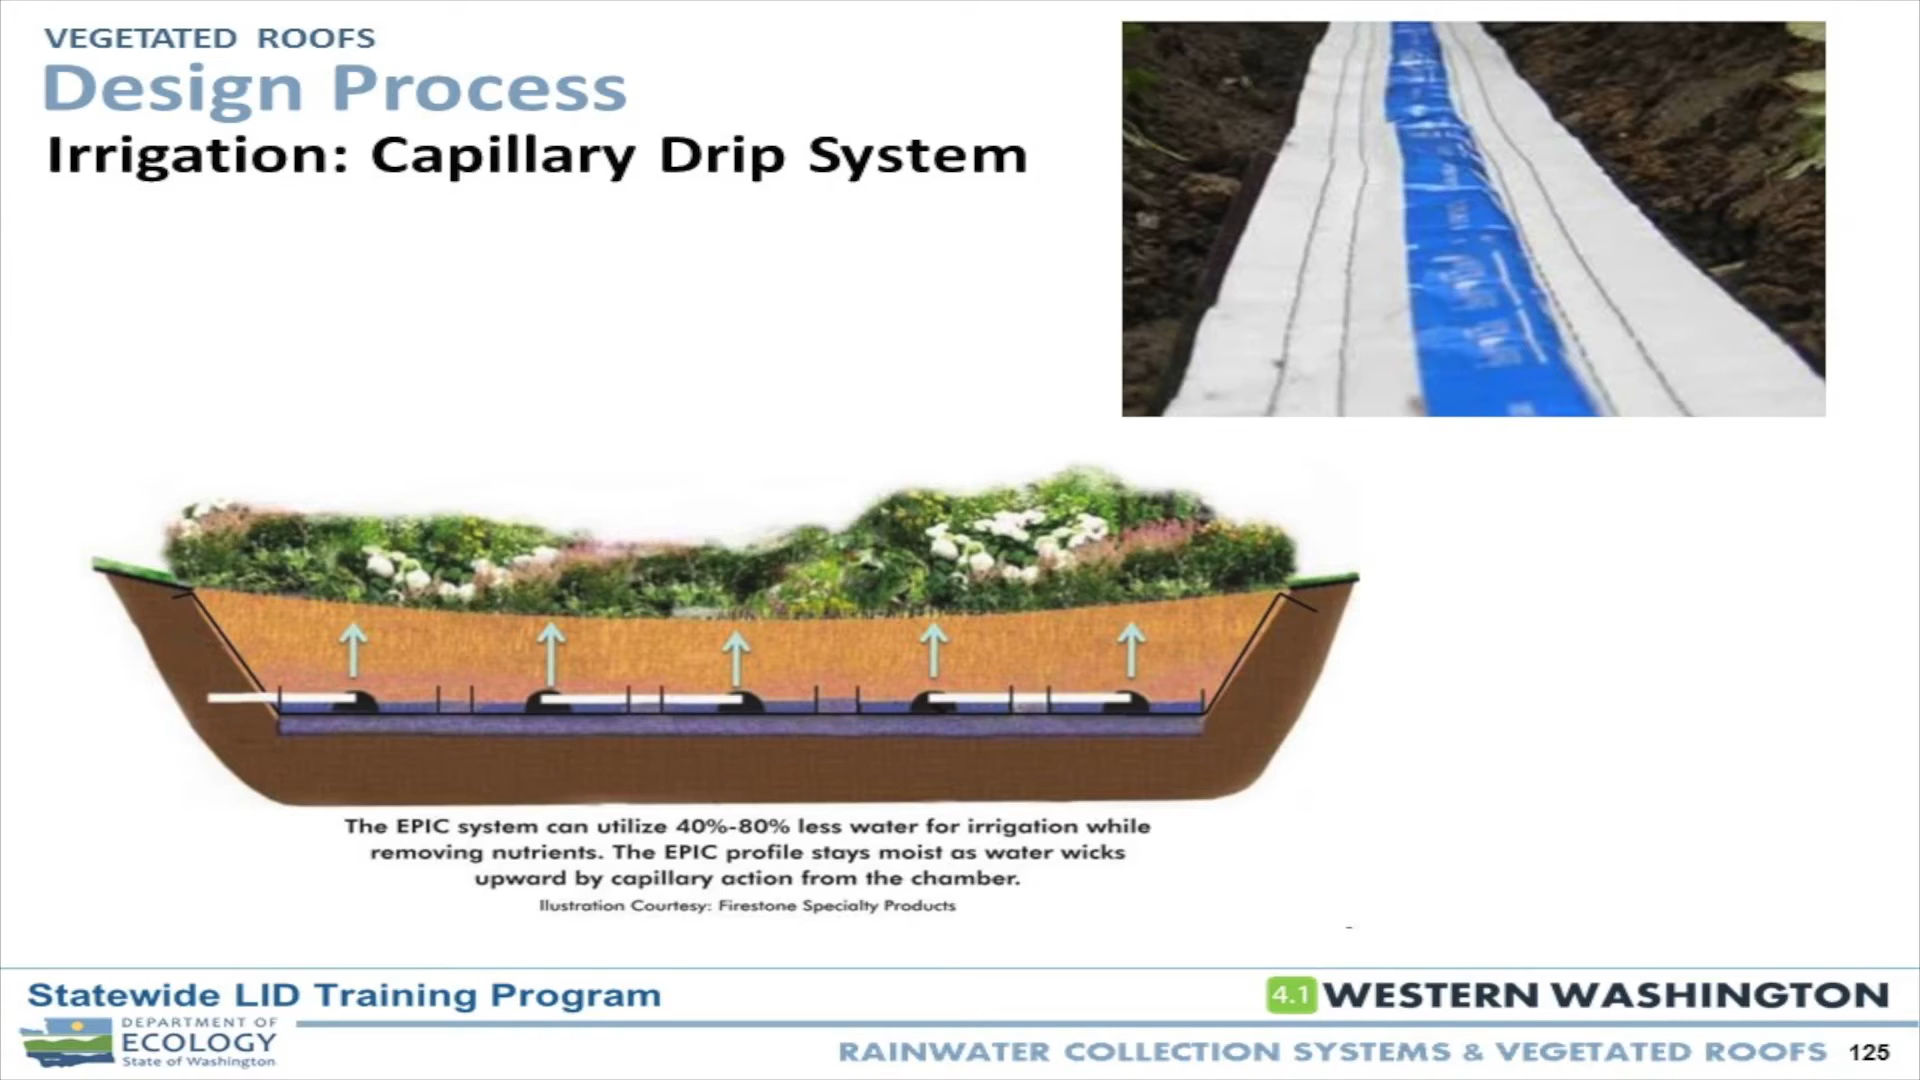 VEGETATED ROOFS
Design Process
Irrigation: Capillary Drip System
The EPIC system can utilize 40%-80% less water for irrigation while
removing nutrients. The EPIC profile stays moist as water wicks
upward by capillary action from the chamber.
llustration Courtesy: Firestone Specialty Products
Statewide LID Training Program
4.1 WESTERN WASHINGTON
DEPARTMENT OF
ECOLOGY
State of Washington
RAINWATER COLLECTION SYSTEMS & VEGETATED ROOFS 125